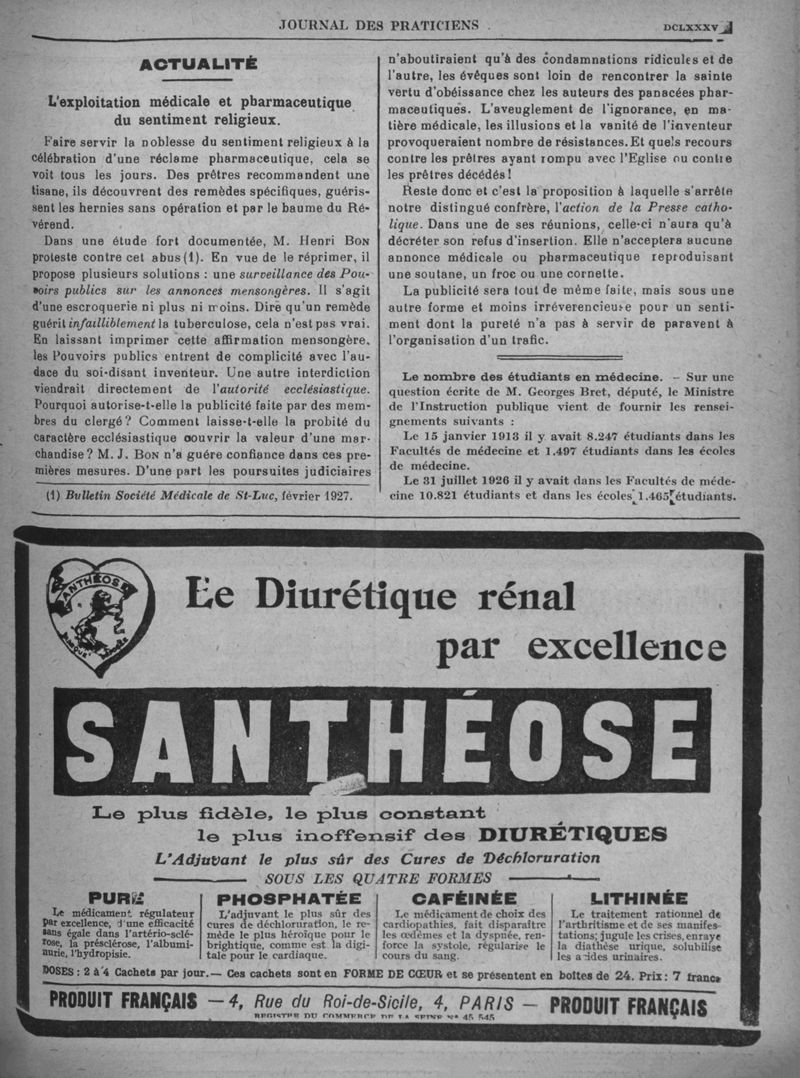 JOURNAL DES PRATICIENS
DCLXXXV
ACTUALITÉ
L'exploitation médicale et pharmaceutique
du sentiment religieux.
Faire servir la noblesse du sentiment religieux à la
célébration d'une réclame pharmaceutique, cela se
voit tous les jours. Des prêtres recommandent une
tisane, ils découvrent des remèdes spécifiques, guéris-
sent les hernies sans opération et par le baume du Ré-
vérend.
Dans une étude fort documentée, M. Henri BON
proteste contre cet abus (1). En vue de le réprimer, il
propose plusieurs solutions : une surveillance des Pou-
voirs publics sur les annonces mensongères. Il s'agit
d'une escroquerie ni plus ni moins. Dire qu'un remède
guérit infailliblement la tuberculose, cela n'est pas vrai.
En laissant imprimer cette affirmation mensongère,
les Pouvoirs publics entrent de complicité avec l'au-
dace du soi-disant inventeur. Une autre interdiction
viendrait directement de l'autorité ecclésiastique.
Pourquoi autorise-t-elle la publicité faite par des mem-
bres du clergé ? Comment laisse-t-elle la probité du
caractère ecclésiastique couvrir la valeur d'une mar-
chandise ? M. J. BON n'a guère confiance dans ces pre-
mières mesures. D'une part les poursuites judiciaires
(1) Bulletin Société Médicale de St-Luc, février 1927.
n'aboutiraient qu'à des condamnations ridicules et de
l'autre, les évêques sont loin de rencontrer la sainte
vertu d'obéissance chez les auteurs des panacées phar-
maceutiques. L'aveuglement de l'ignorance, en ma-
tière médicale, les illusions et la vanité de l'inventeur
provoqueraient nombre de résistances. Et quels recours
contre les prêtres ayant rompu avec l'Eglise ou contre
les prêtres décédés !
Reste donc et c'est la proposition à laquelle s'arrête
notre distingué confrère, l'action de la Presse catho-
lique. Dans une de ses réunions, celle-ci n'aura qu'à
décréter son refus d'insertion. Elle n'acceptera aucune
annonce médicale ou pharmaceutique reproduisant
une soutane, un froc ou une cornette.
La publicité sera tout de même faite, mais sous une
autre forme et moins irrévérencieuse pour un senti-
ment dont la pureté n'a pas à servir de paravent à
l'organisation d'un trafic.
Le nombre des étudiants en médecine. — Sur une
question écrite de M. Georges Bret, député, le Ministre
de l'Instruction publique vient de fournir les rensei-
gnements suivants :
Le 15 janvier 1913 il y avait 8.247 étudiants dans les
Facultés de médecine et 1.497 étudiants dans les écoles
de médecine.
Le 31 juillet 1926 il y avait dans les Facultés de méde-
cine 10.821 étudiants et dans les écoles 1.465 étudiants.
SANTHÉOSE
Le Diurétique rénal
par excellence
SANTHÉOSE
Le plus fidèle, le plus constant
le plus inoffensif des DIURÉTIQUES
L'Adjuvant le plus sûr des Cures de Déchloruration
SOUS LES QUATRE FORMES
PURE
Le médicament régulateur
par excellence, d'une efficacité
sans égale dans l'artério-sclé-
rose, la présclérose, l'albumi-
nurie, l'hydropisie.
PHOSPHATÉE
L'adjuvant le plus sûr des
cures de déchloruration, le re-
mède le plus héroïque pour le
brightique, comme est la digi-
tale pour le cardiaque.
CAFÉINÉE
Le médicament de choix des
cardiopathies, fait disparaître
les œdèmes et la dyspnée, ren-
force la systole, régularise le
cours du sang.
LITHINÉE
Le traitement rationnel de
l'arthritisme et de ses manifes-
tations; jugule les crises, enraye
la diathèse urique, solubilise
les acides urinaires.
DOSES : 2 à 4 Cachets par jour.— Ces cachets sont en FORME DE CŒUR et se présentent en boîtes de 24. Prix : 7 francs
PRODUIT FRANÇAIS — 4, Rue du Roi-de-Sicile, 4, PARIS — PRODUIT FRANÇAIS
REGISTRE DU COMMERCE DE LA SEINE N° 45 545